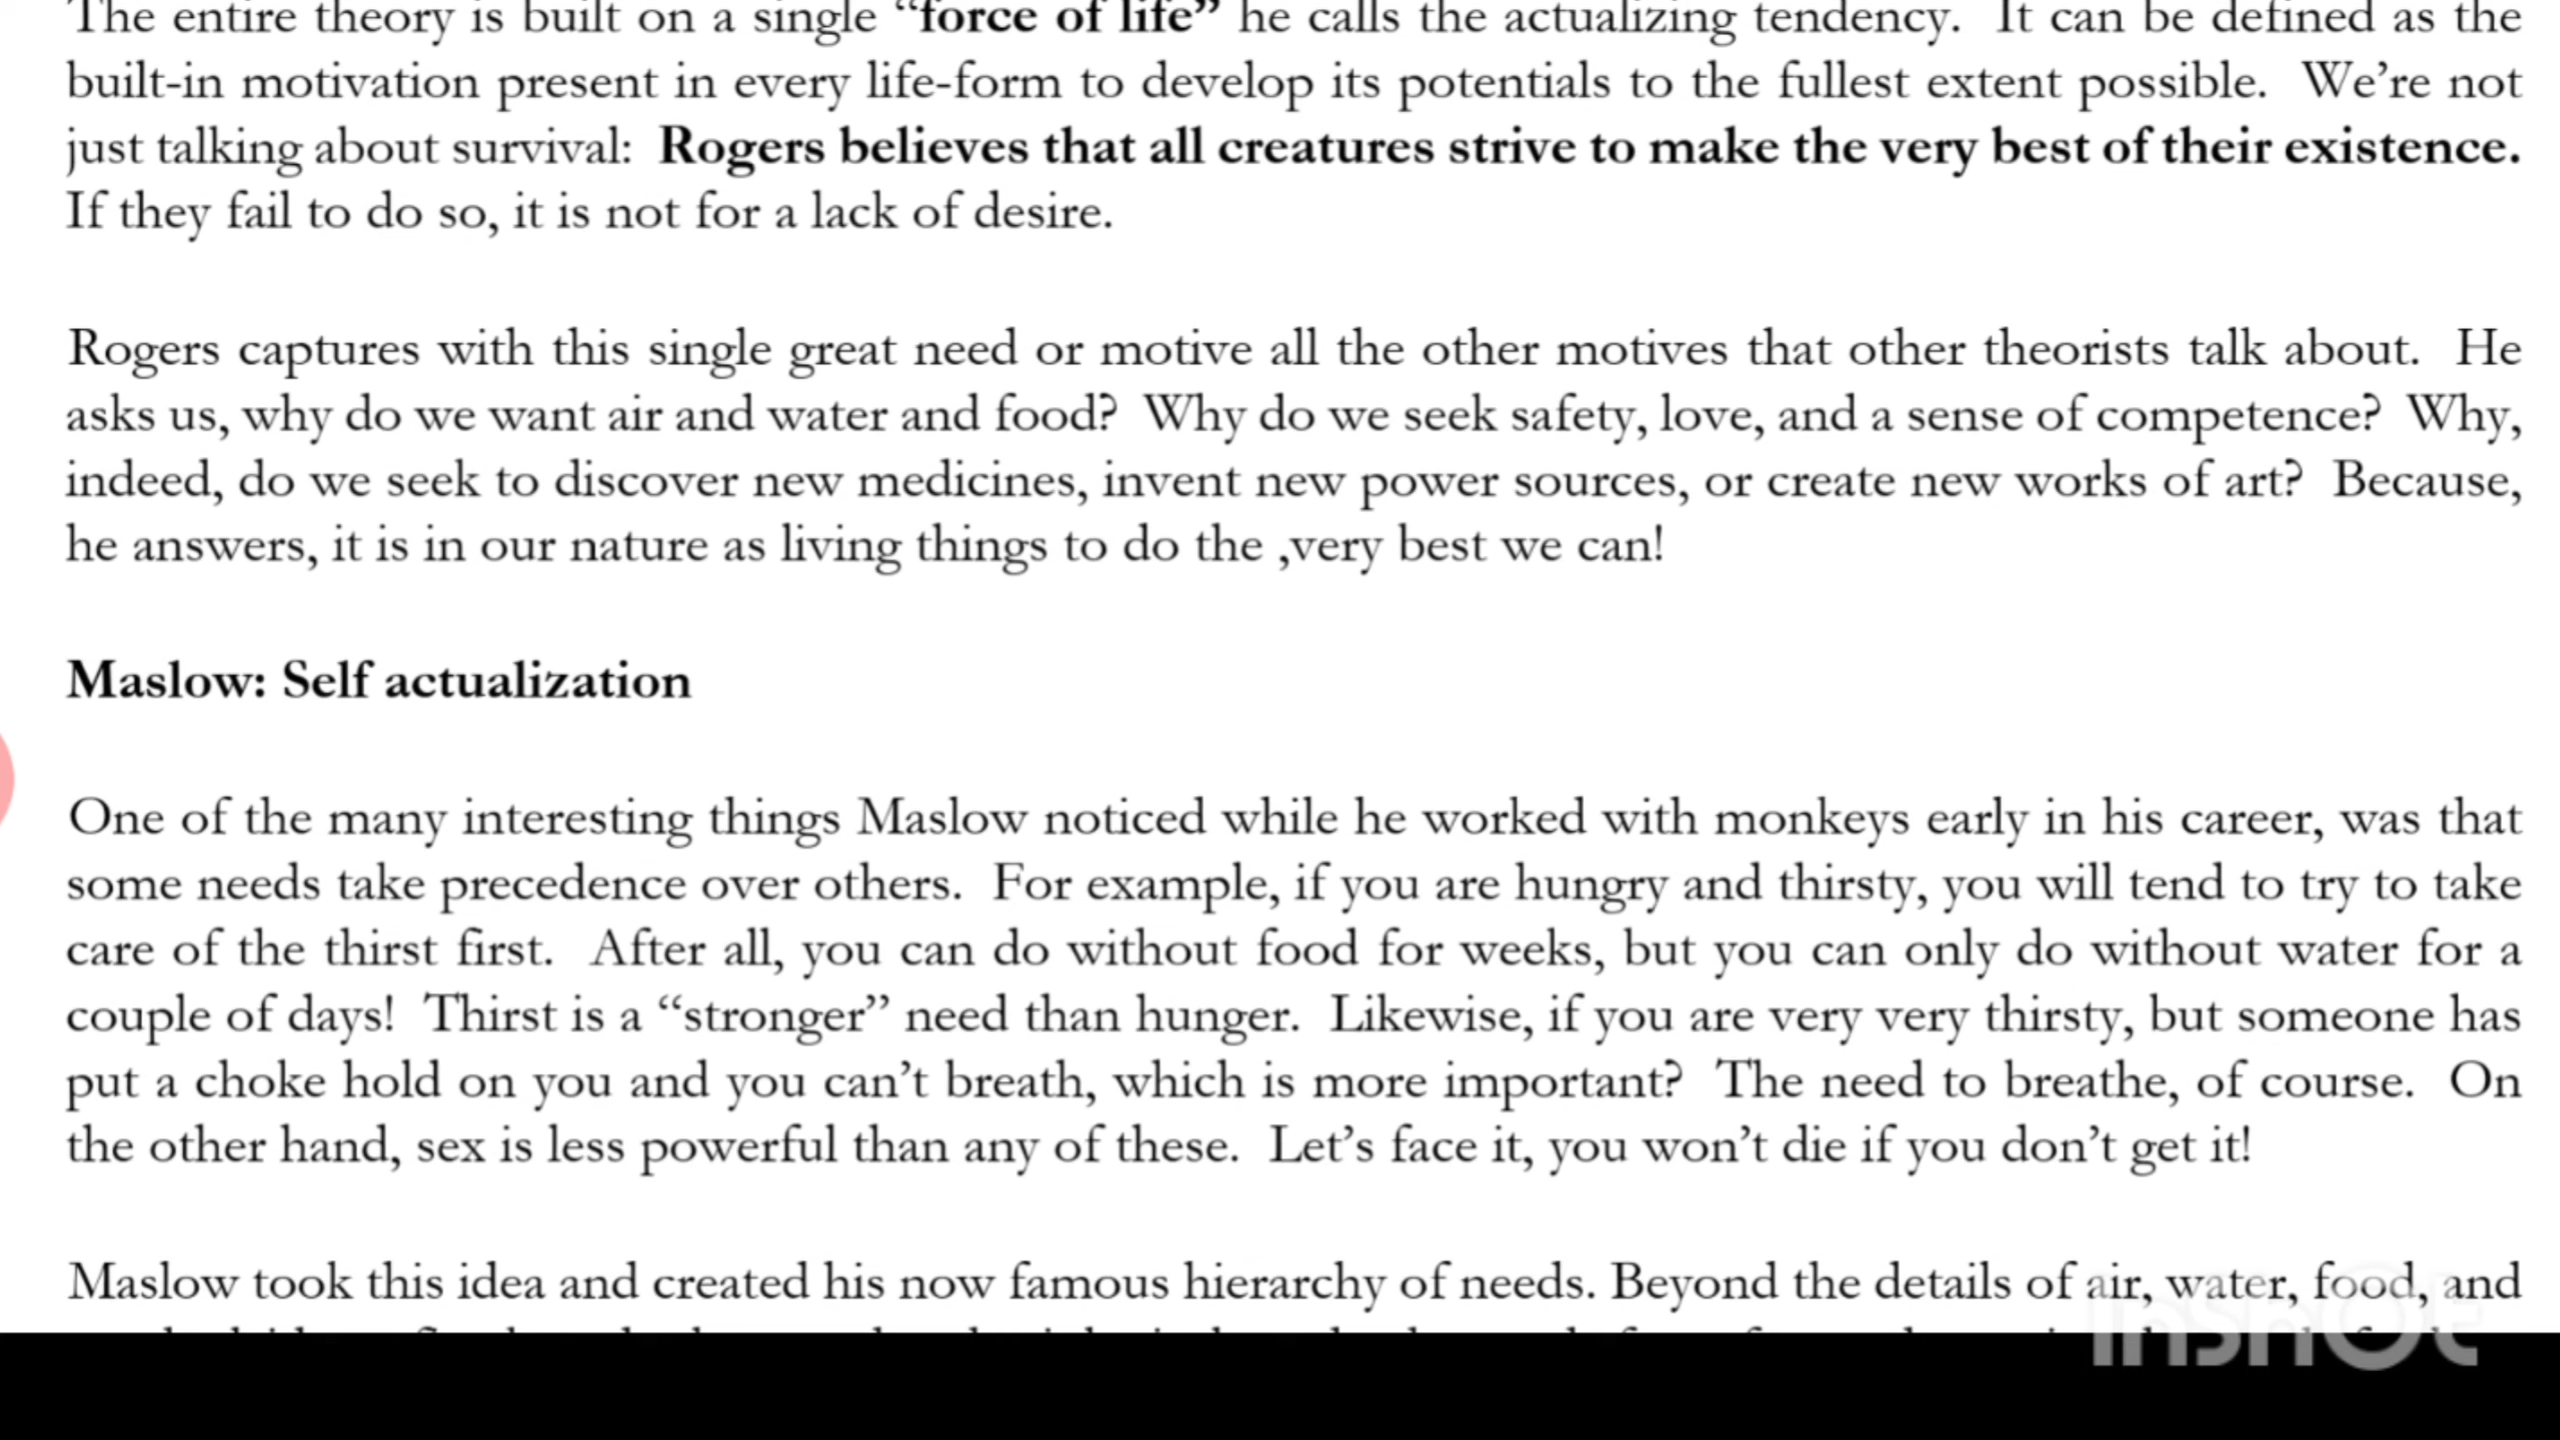 The entire theory is built on a single “force of life” he calls the actualizing tendency. It can be defined as the
built-in motivation present in every life-form to develop its potentials to the fullest extent possible. We’re not
just talking about survival: Rogers believes that all creatures strive to make the very best of their existence.
If they fail to do so, it is not for a lack of desire.
Rogers captures with this single great need or motive all the other motives that other theorists talk about. He
asks us, why do we want air and water and food? Why do we seek safety, love, and a sense of competence? Why,
indeed, do we seek to discover new medicines, invent new power sources, or create new works of art? Because,
he answers, it is in our nature as living things to do the ,very best we can!
Maslow: Self actualization
One of the many interesting things Maslow noticed while he worked with monkeys early in his career, was that
some needs take precedence over others. For example, if you are hungry and thirsty, you will tend to try to take
care of the thirst first. After all, you can do without food for weeks, but you can only do without water for a
couple of days! Thirst is a “stronger” need than hunger. Likewise, if you are very very thirsty, but someone has
put a choke hold on you and you can’t breath, which is more important? The need to breathe, of course. On
the other hand, sex is less powerful than any of these. Let’s face it, you won’t die if you don’t get it!
Maslow took this idea and created his now famous hierarchy of needs. Beyond the details of air, water, food, and
InShOt